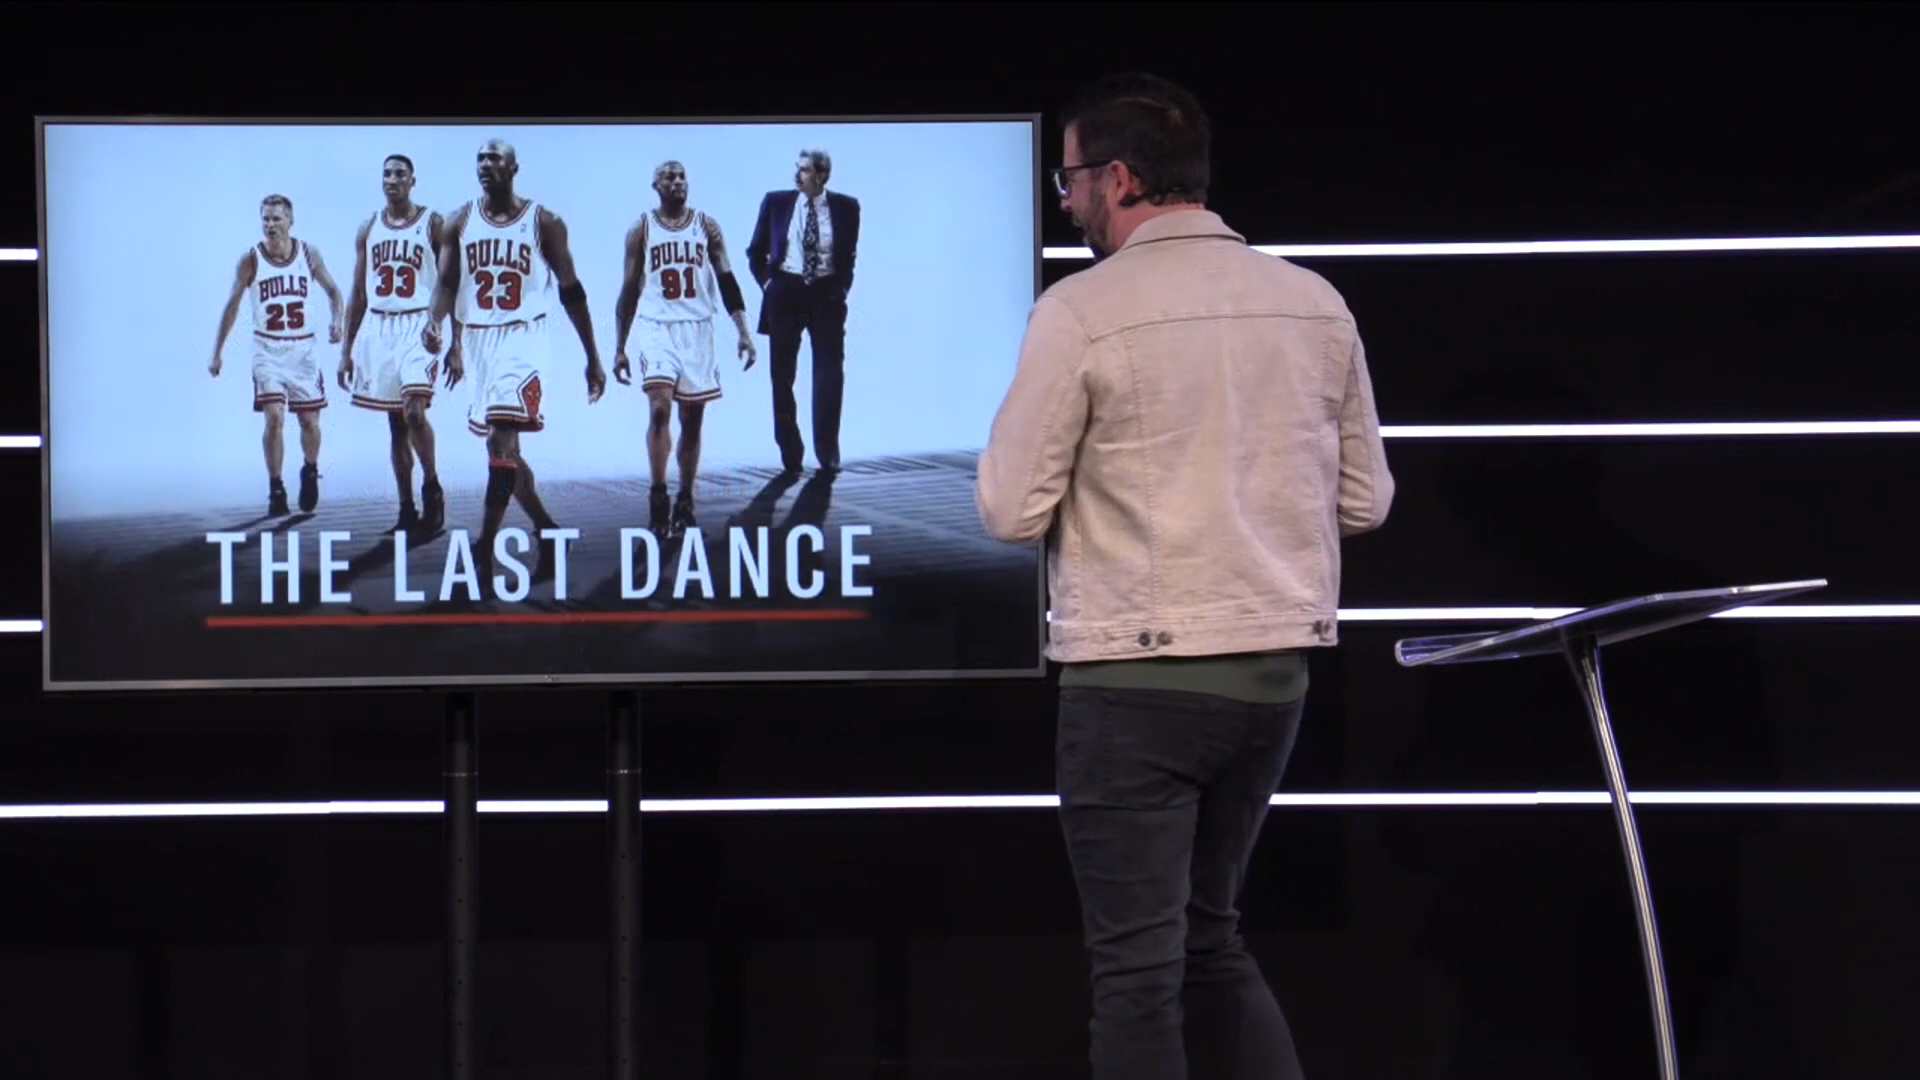 BULLS
25
BULLS
33
BULLS
23
BULLS
91
THE LAST DANCE